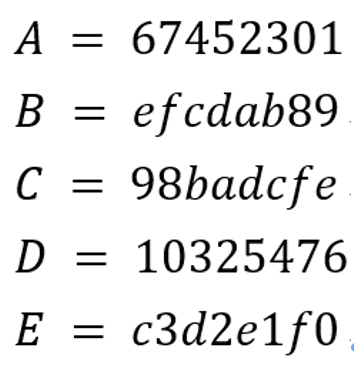 A = 67452301
B = efcdab89
C = 98badcfe
D = 10325476
E = c3d2e1f0